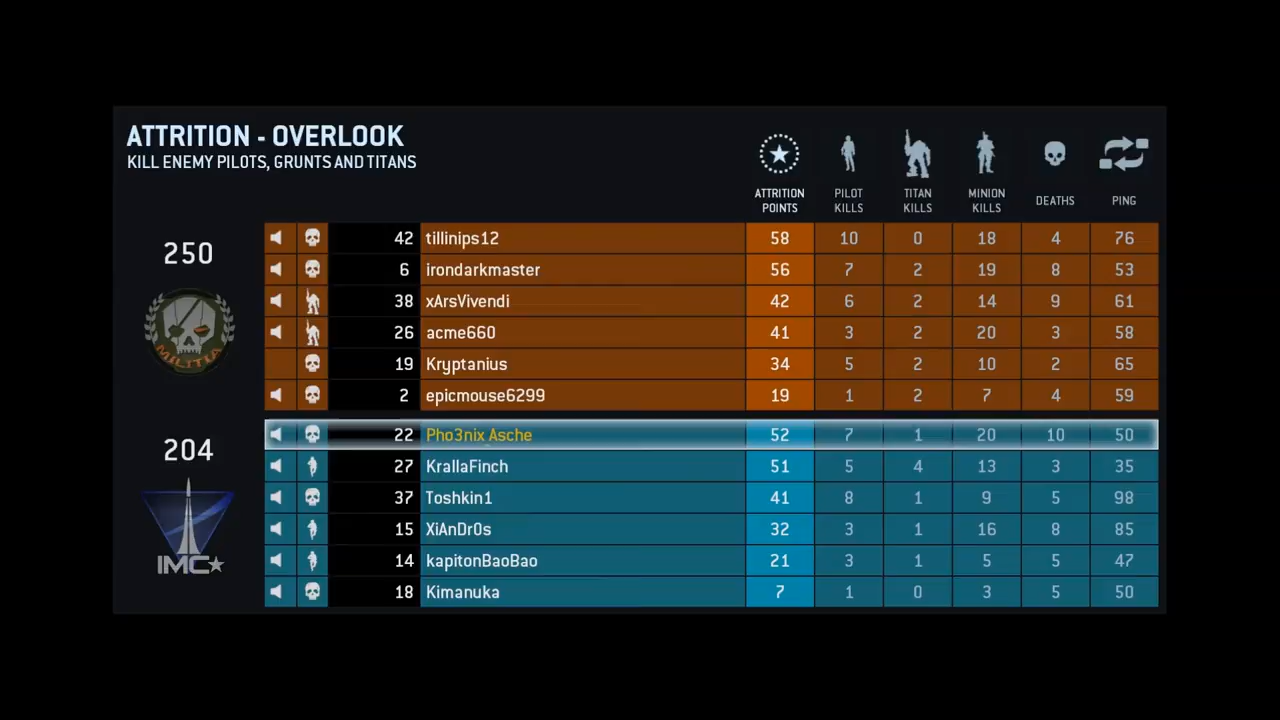 ATTRITION - OVERLOOK
KILL ENEMY PILOTS, GRUNTS AND TITANS
ATTRITION POINTS PILOT KILLS TITAN KILLS MINION KILLS DEATHS PING
250
MILITIA
42 tillinips12 58 10 0 18 4 76
6 irondarkmaster 56 7 2 19 8 53
38 xArsVivendi 42 6 2 14 9 61
26 acme660 41 3 2 20 3 58
19 Kryptanius 34 5 2 10 2 65
2 epicmouse6299 19 1 2 7 4 59
204
IMC
22 Pho3nix Asche 52 7 1 20 10 50
27 KrallaFinch 51 5 4 13 3 35
37 Toshkin1 41 8 1 9 5 98
15 XiAnDr0s 32 3 1 16 8 85
14 kapitonBaoBao 21 3 1 5 5 47
18 Kimanuka 7 1 0 3 5 50